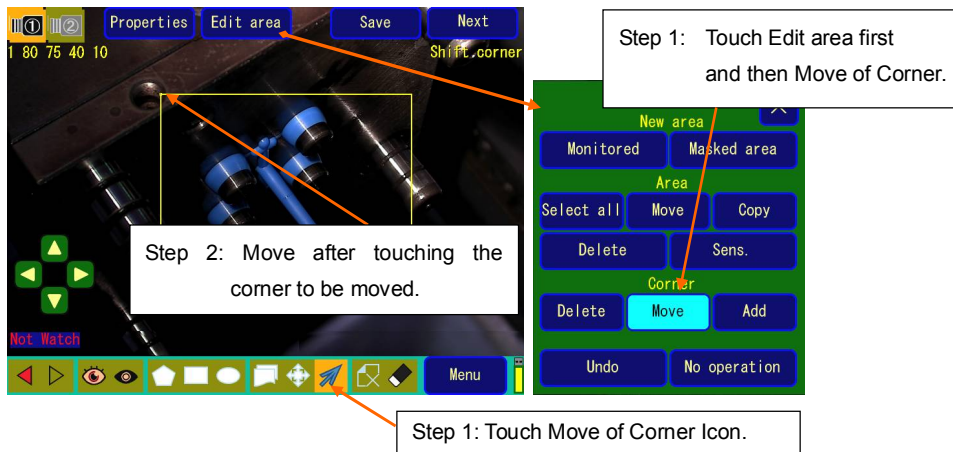 ① ② Properties Edit area Save Next
1 80 75 40 10 Shift.corner
Step 1: Touch Edit area first
and then Move of Corner.
New area
Monitored Masked area
Area
Select all Move Copy
Delete Sens.
Corner
Delete Move Add
Undo No operation
Step 2: Move after touching the
corner to be moved.
Not Watch
Menu
Step 1: Touch Move of Corner Icon.